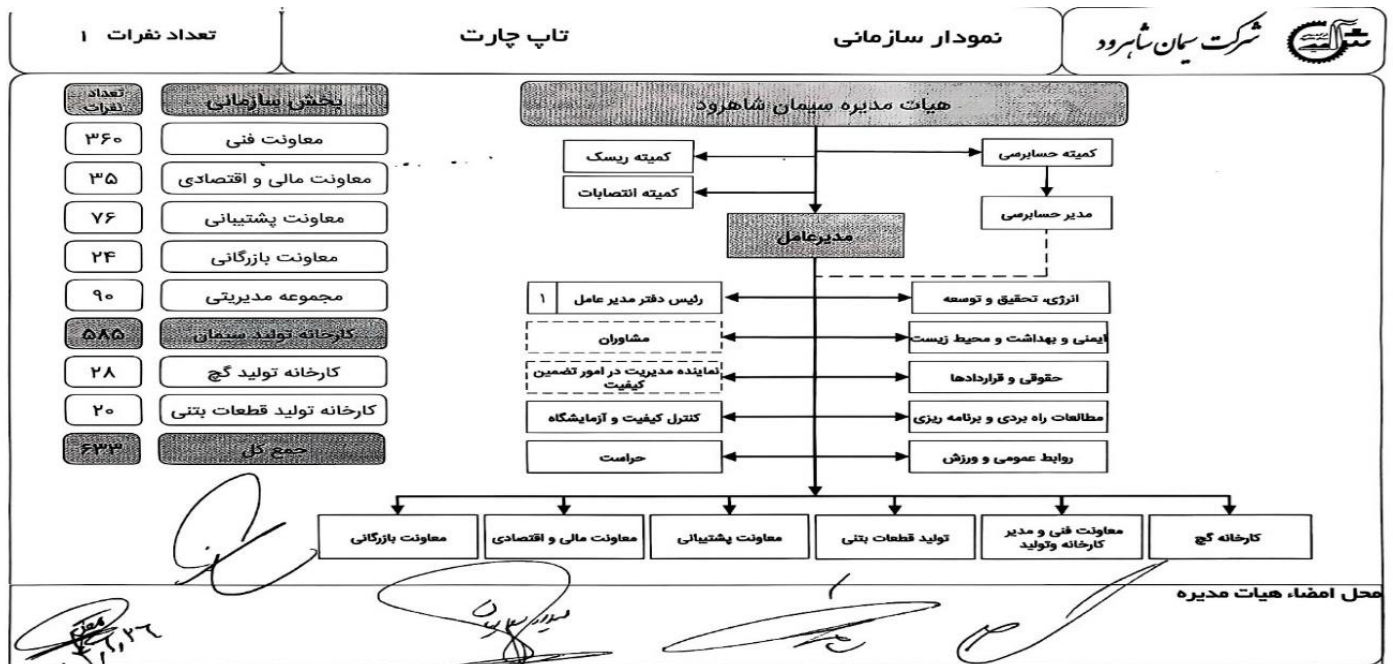 شرکت سیمان شاهرود
نمودار سازمانی
تاپ چارت
تعداد نفرات ۱
هیات مدیره سیمان شاهرود
کمیته حسابرسی
کمیته ریسک
کمیته انتصابات
مدیر حسابرسی
مدیرعامل
انرژی، تحقیق و توسعه
رئیس دفتر مدیر عامل ۱
ایمنی و بهداشت و محیط زیست
مشاوران
حقوقی و قراردادها
نماینده مدیریت در امور تضمین
کیفیت
مطالعات راه بردی و برنامه ریزی
کنترل کیفیت و آزمایشگاه
روابط عمومی و ورزش
حراست
کارخانه گچ
معاونت فنی و مدیر
کارخانه وتولید
تولید قطعات بتنی
معاونت پشتیبانی
معاونت مالی و اقتصادی
معاونت بازرگانی
بخش سازمانی
تعداد
نفرات
معاونت فنی ۳۶۰
معاونت مالی و اقتصادی ۳۵
معاونت پشتیبانی ۷۶
معاونت بازرگانی ۲۴
مجموعه مدیریتی ۹۰
کارخانه تولید سیمان ۵۸۵
کارخانه تولید گچ ۲۸
کارخانه تولید قطعات بتنی ۲۰
جمع کل ۶۳۳
محل امضاء هیات مدیره